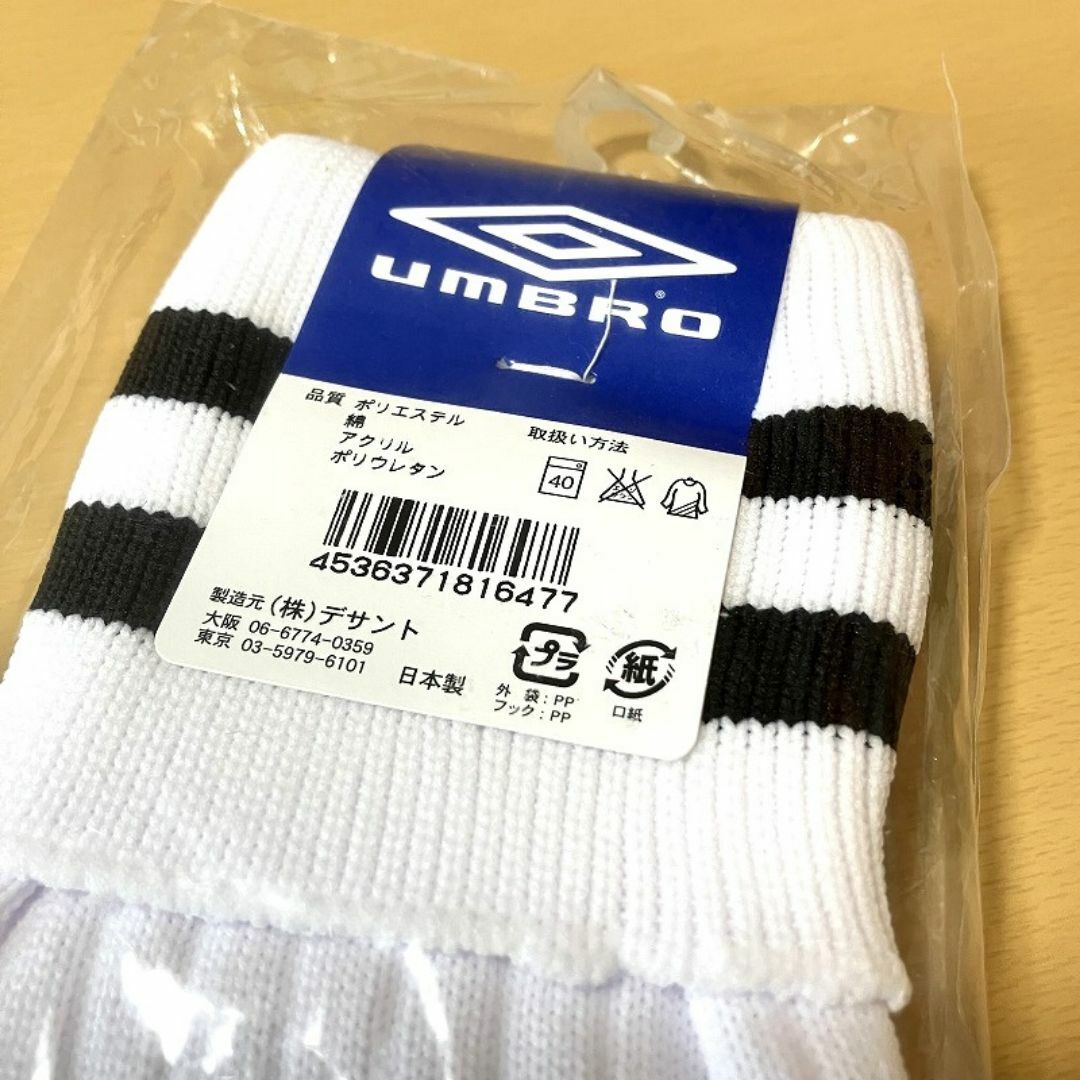 UMBRO®
品質 ポリエステル
綿
アクリル
ポリウレタン
取扱い方法
40
4536371816477
製造元 (株)デサント
大阪 06-6774-0359
東京 03-5979-6101
日本製
プラ
外 袋:PP
フック:PP
紙
口紙